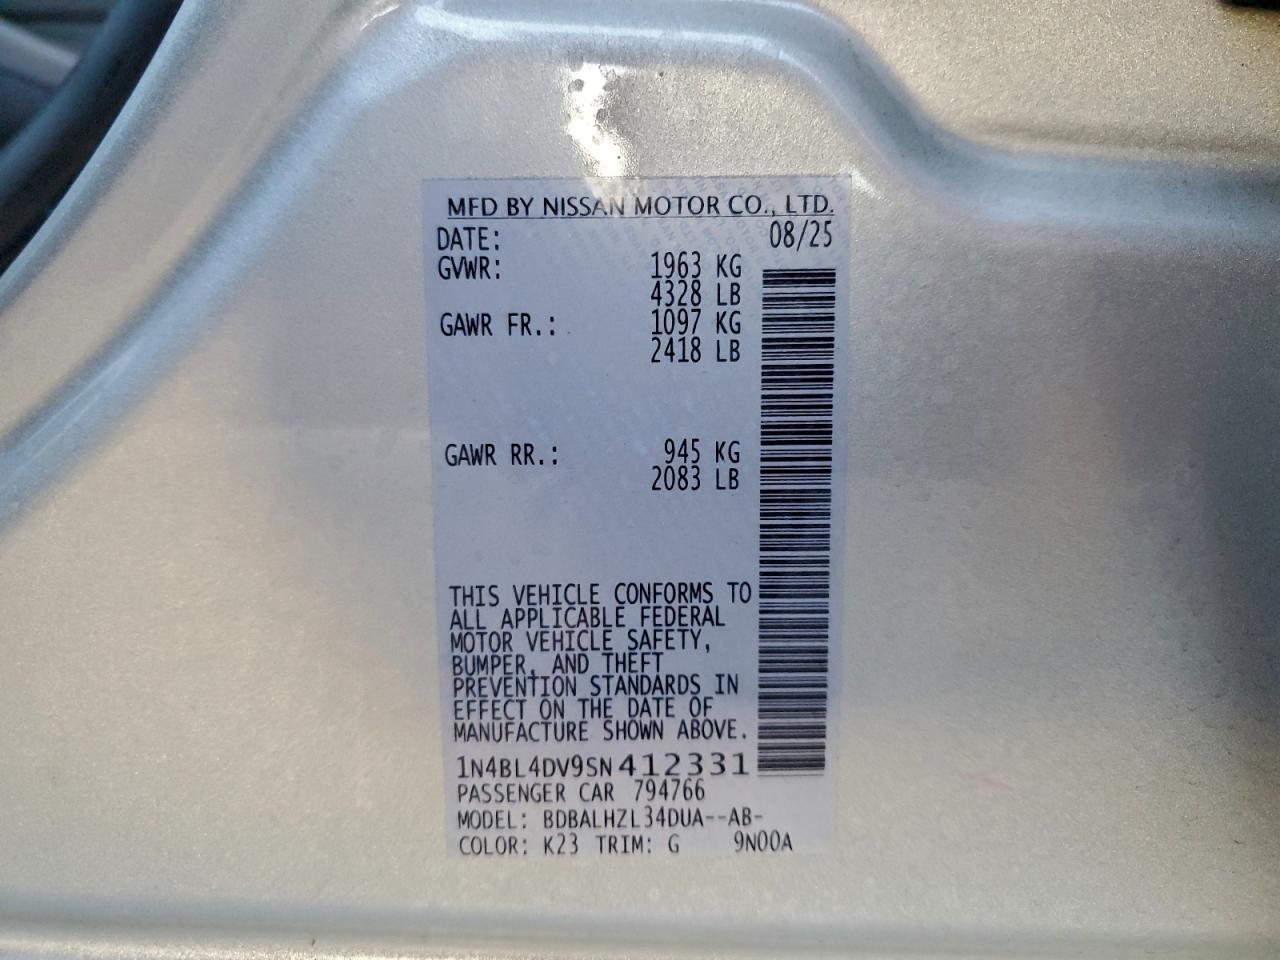 MFD BY NISSAN MOTOR CO., LTD.
DATE: 08/25
GVWR: 1963 KG
4328 LB
GAWR FR.: 1097 KG
2418 LB
GAWR RR.: 945 KG
2083 LB
THIS VEHICLE CONFORMS TO
ALL APPLICABLE FEDERAL
MOTOR VEHICLE SAFETY,
BUMPER, AND THEFT
PREVENTION STANDARDS IN
EFFECT ON THE DATE OF
MANUFACTURE SHOWN ABOVE.
1N4BL4DV9SN412331
PASSENGER CAR 794766
MODEL: BDBALHZL34DUA--AB-
COLOR: K23 TRIM: G 9N00A